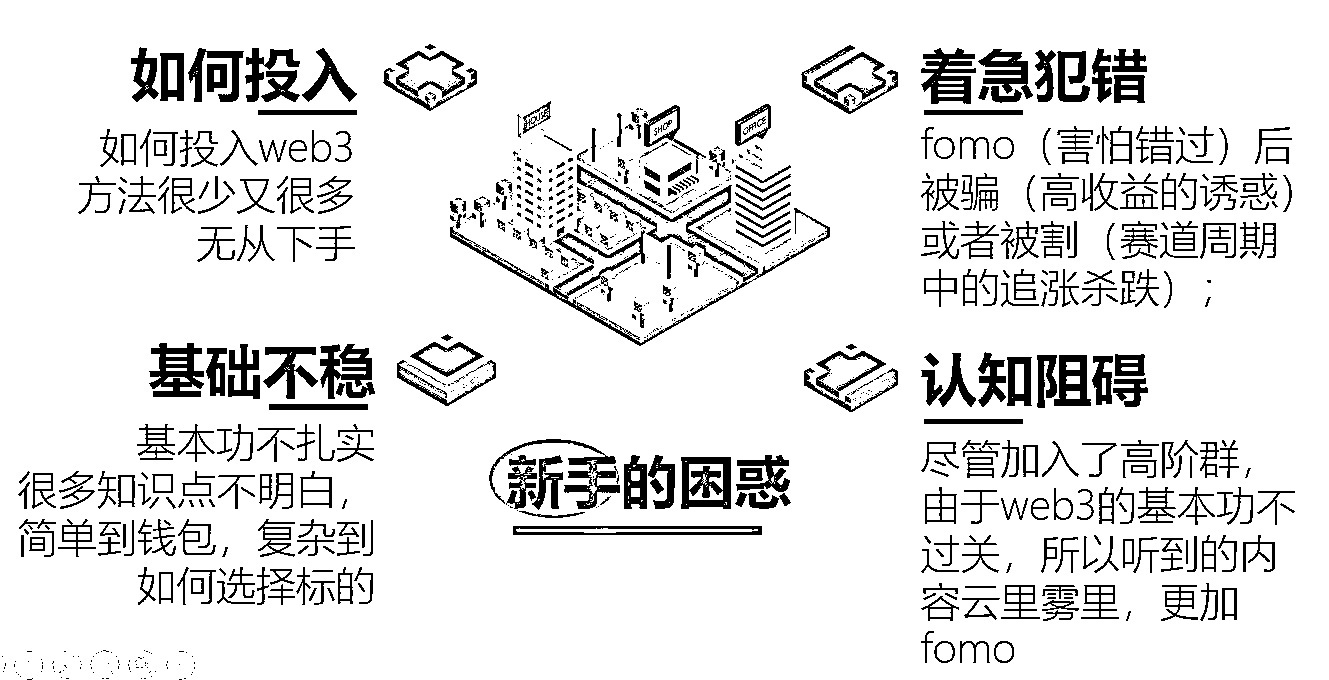 如何投入
如何投入web3
方法很少又很多
无从下手
着急犯错
fomo（害怕错过）后
被骗（高收益的诱惑）
或者被割（赛道周期
中的追涨杀跌）；
HOUSE
SHOP
OFFICE
基础不稳
基本功不扎实
很多知识点不明白，
简单到钱包，复杂到
如何选择标的
认知阻碍
尽管加入了高阶群，
由于web3的基本功不
过关，所以听到的内
容云里雾里，更加
fomo
新手的困惑